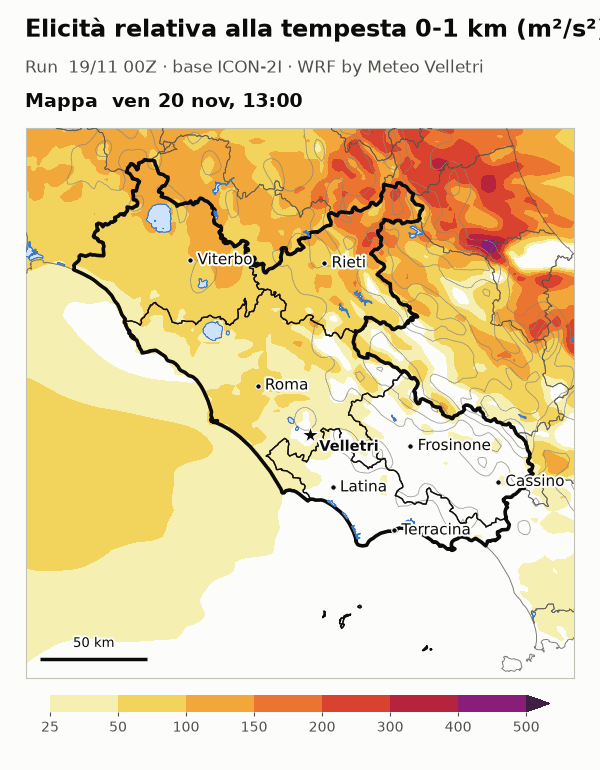 Elicità relativa alla tempesta 0-1 km (m²/s²)
Run 19/11 00Z · base ICON-2I · WRF by Meteo Velletri
Mappa ven 20 nov, 13:00
Viterbo
Rieti
Roma
Velletri
Frosinone
Latina
Cassino
Terracina
50 km
25 50 100 150 200 300 400 500